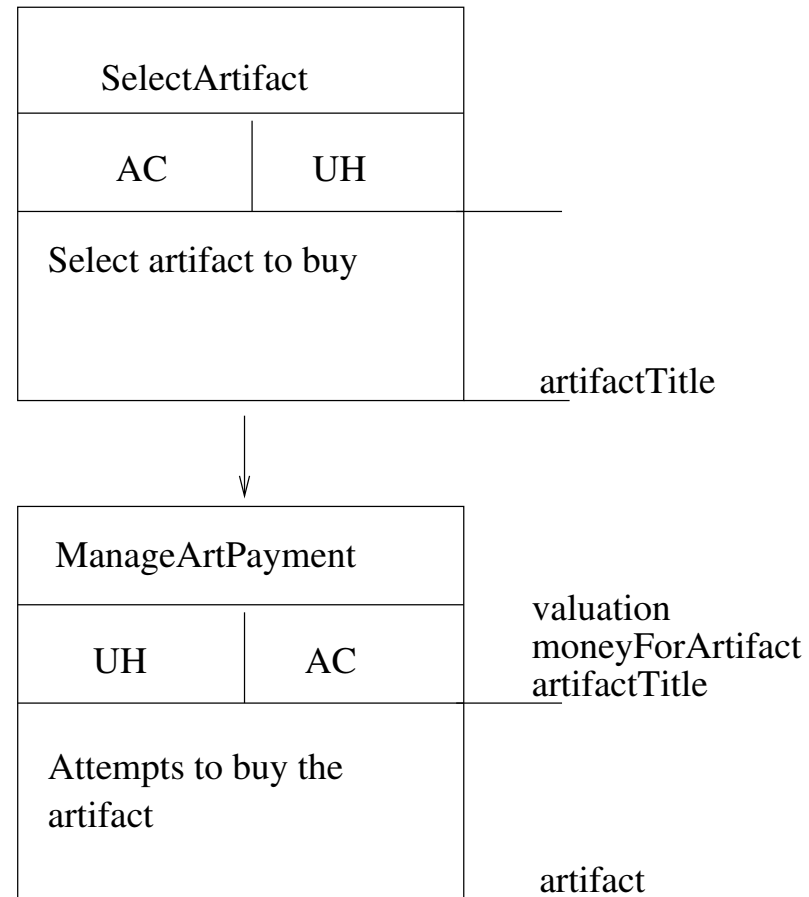 SelectArtifact
AC
UH
Select artifact to buy
artifactTitle
ManageArtPayment
UH
AC
valuation
moneyForArtifact
artifactTitle
Attempts to buy the
artifact
artifact